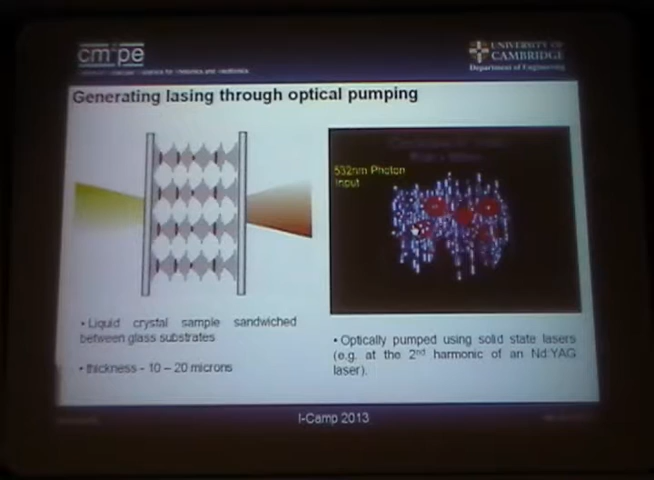 cm pe
UNIVERSITY OF
CAMBRIDGE
Department of Engineering
Generating lasing through optical pumping
532nm Photon
Input
• Liquid crystal sample sandwiched
between glass substrates
• thickness - 10 – 20 microns
• Optically pumped using solid state lasers
(e.g. at the 2nd harmonic of an Nd:YAG
laser).
I-Camp 2013